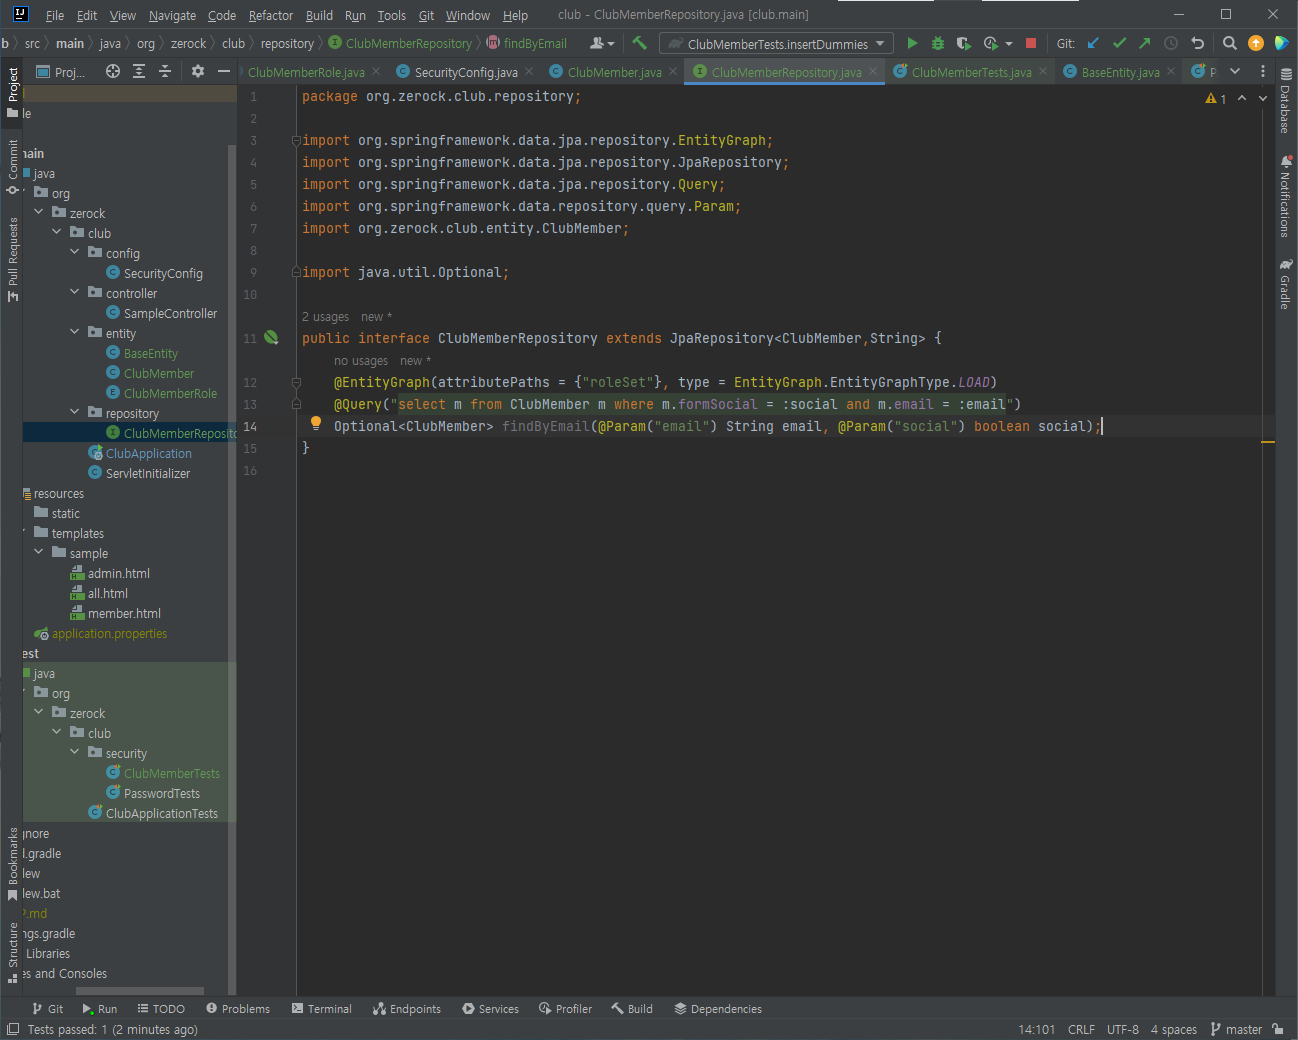 File Edit View Navigate Code Refactor Build Run Tools Git Window Help club - ClubMemberRepository.java [club.main]
b src main java org zerock club repository ClubMemberRepository findByEmail ClubMemberTests.insertDummies Git:
Proj...
ClubMemberRole.java SecurityConfig.java ClubMember.java ClubMemberRepository.java ClubMemberTests.java BaseEntity.java P
Project
Commit
Pull Requests
Bookmarks
Structure
le
nain
java
org
zerock
club
config
SecurityConfig
controller
SampleController
entity
BaseEntity
ClubMember
ClubMemberRole
repository
ClubMemberReposito
ClubApplication
ServletInitializer
resources
static
templates
sample
admin.html
all.html
member.html
application.properties
est
java
org
zerock
club
security
ClubMemberTests
PasswordTests
ClubApplicationTests
gnore
d.gradle
lew
lew.bat
P.md
ngs.gradle
Libraries
es and Consoles
1 package org.zerock.club.repository;
2
3 import org.springframework.data.jpa.repository.EntityGraph;
4 import org.springframework.data.jpa.repository.JpaRepository;
5 import org.springframework.data.jpa.repository.Query;
6 import org.springframework.data.repository.query.Param;
7 import org.zerock.club.entity.ClubMember;
8
9 import java.util.Optional;
10
2 usages new *
11 public interface ClubMemberRepository extends JpaRepository<ClubMember,String> {
no usages new *
12 @EntityGraph(attributePaths = {"roleSet"}, type = EntityGraph.EntityGraphType.LOAD)
13 @Query("select m from ClubMember m where m.formSocial = :social and m.email = :email")
14 Optional<ClubMember> findByEmail(@Param("email") String email, @Param("social") boolean social);
15 }
16
1
Database
Notifications
Gradle
Git Run TODO Problems Terminal Endpoints Services Profiler Build Dependencies
Tests passed: 1 (2 minutes ago) 14:101 CRLF UTF-8 4 spaces master